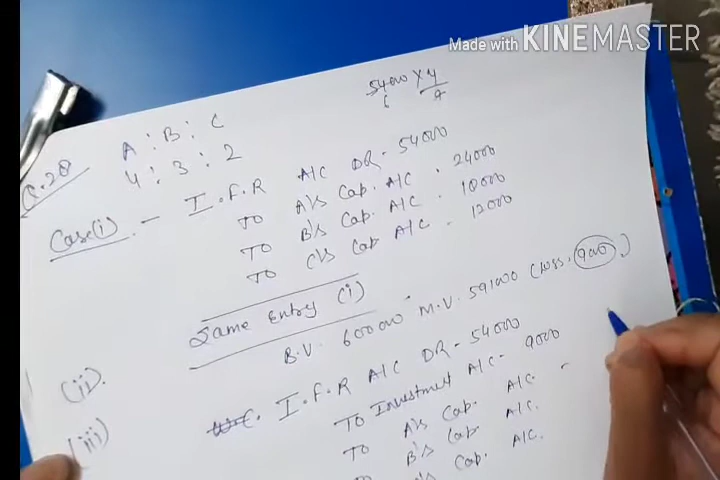 Made with KINEMASTER
54000 X 4
Q.28 A : B : C
4 : 3 : 2
Case(i) - I.F.R A/C DR - 54000
To A's Cap. A/C - 24000
To B's Cap. A/C - 18000
To C's Cap A/C - 12000
(ii). Same Entry (i)
(iii) B.V. 600000 M.V. 591000 (Loss. 9000).
I.F.R A/C DR - 54000
To Investment A/C - 9000
To A's Cap. A/C. -
To B's Cap A/C.
Cap. A/C.